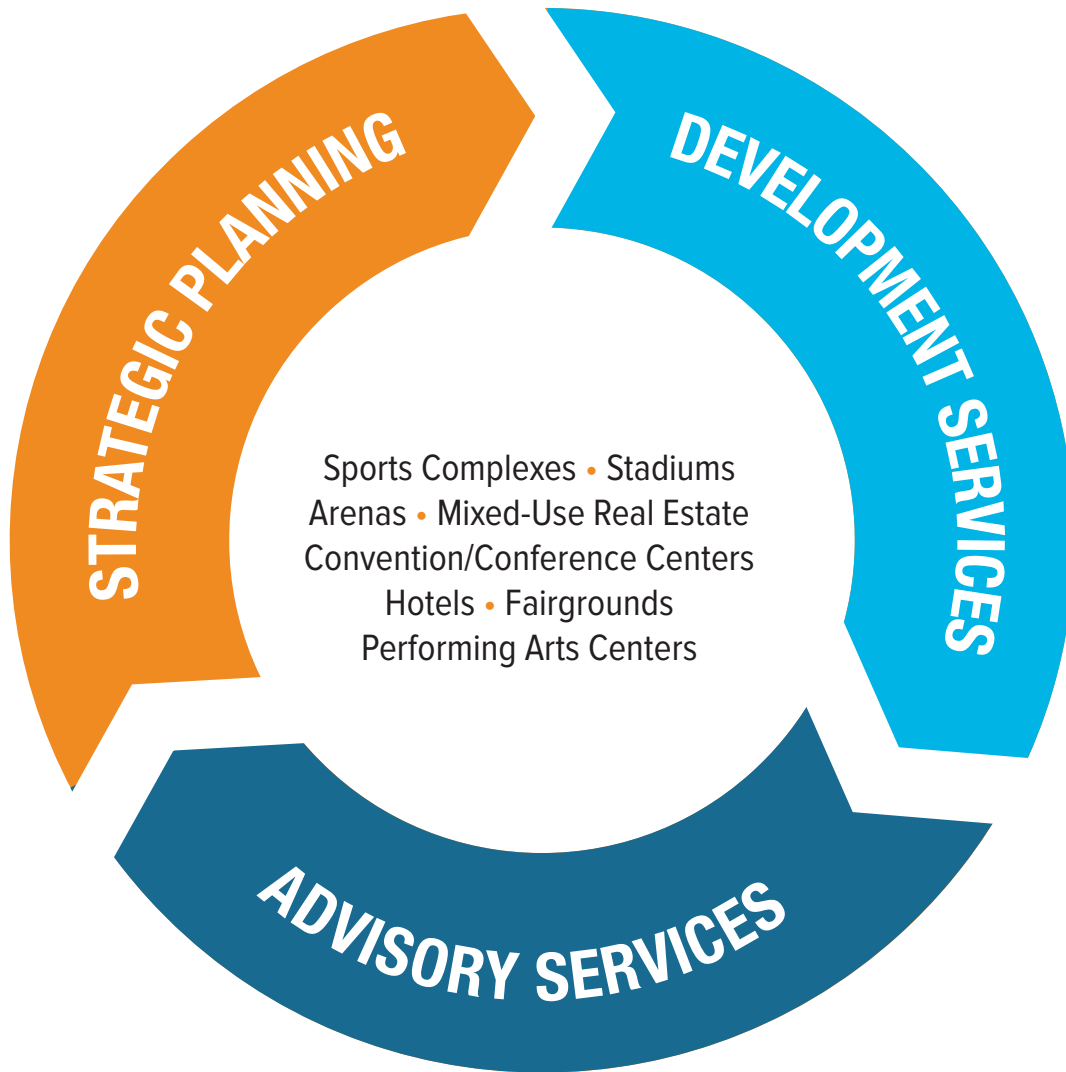 STRATEGIC PLANNING
DEVELOPMENT SERVICES
Sports Complexes • Stadiums
Arenas • Mixed-Use Real Estate
Convention/Conference Centers
Hotels • Fairgrounds
Performing Arts Centers
ADVISORY SERVICES